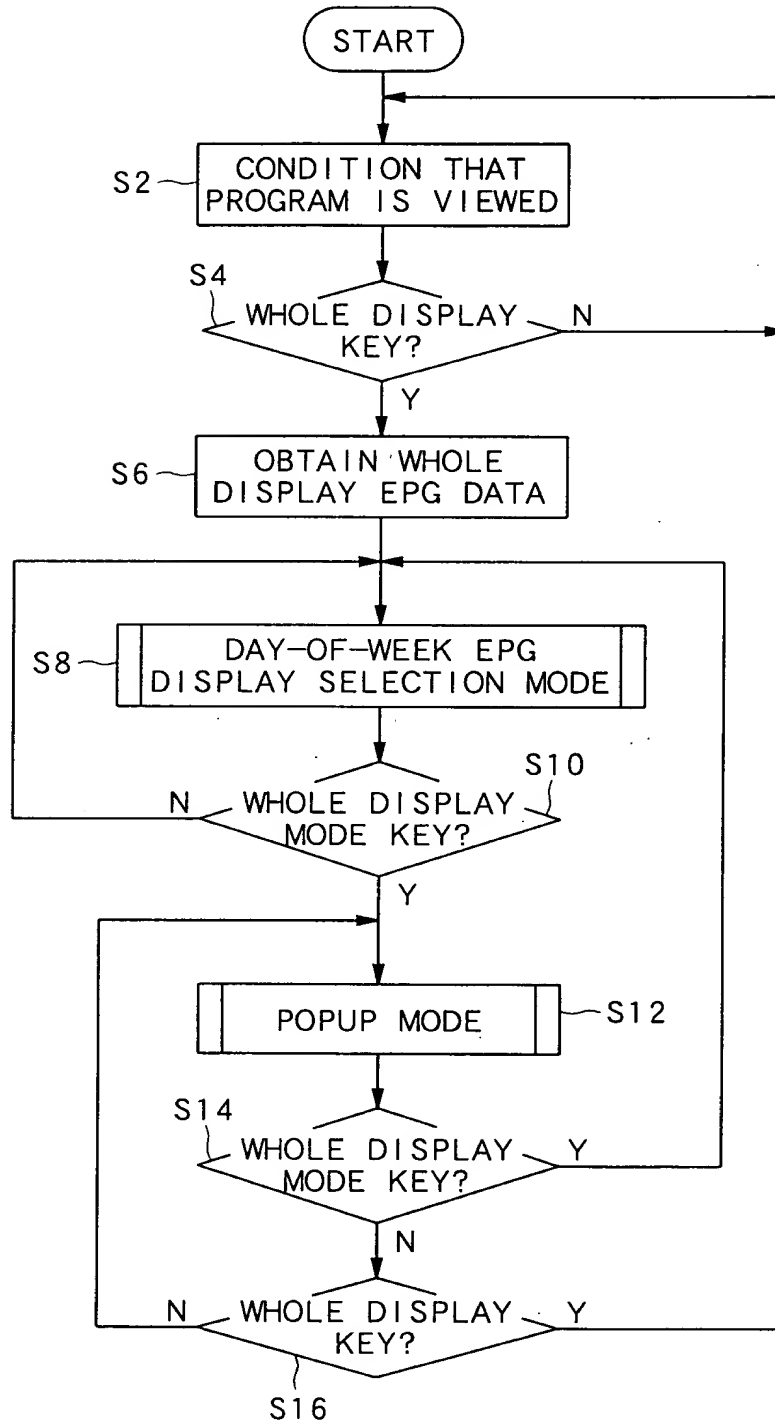 START
S2
CONDITION THAT
PROGRAM IS VIEWED
S4
WHOLE DISPLAY
KEY?
N
Y
S6
OBTAIN WHOLE
DISPLAY EPG DATA
S8
DAY-OF-WEEK EPG
DISPLAY SELECTION MODE
S10
N
WHOLE DISPLAY
MODE KEY?
Y
POPUP MODE
S12
S14
WHOLE DISPLAY
MODE KEY?
Y
N
N
WHOLE DISPLAY
KEY?
Y
S16